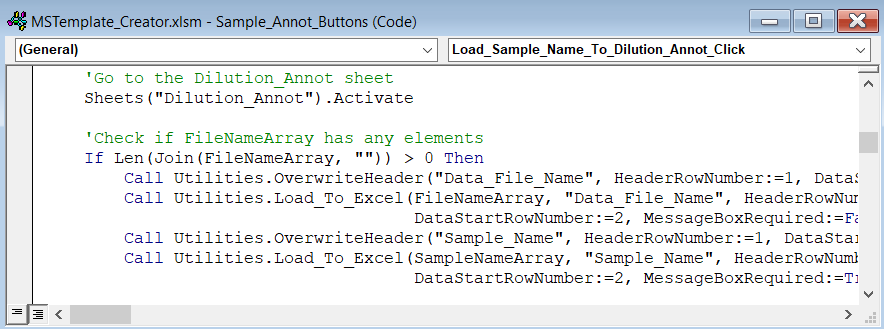 MSTemplate_Creator.xlsm - Sample_Annot_Buttons (Code)
(General)
Load_Sample_Name_To_Dilution_Annot_Click
'Go to the Dilution_Annot sheet
Sheets("Dilution_Annot").Activate
'Check if FileNameArray has any elements
If Len(Join(FileNameArray, "")) > 0 Then
Call Utilities.OverwriteHeader("Data_File_Name", HeaderRowNumber:=1, DataS
Call Utilities.Load_To_Excel(FileNameArray, "Data_File_Name", HeaderRowNum
DataStartRowNumber:=2, MessageBoxRequired:=Fa
Call Utilities.OverwriteHeader("Sample_Name", HeaderRowNumber:=1, DataStar
Call Utilities.Load_To_Excel(SampleNameArray, "Sample_Name", HeaderRowNumb
DataStartRowNumber:=2, MessageBoxRequired:=Tr